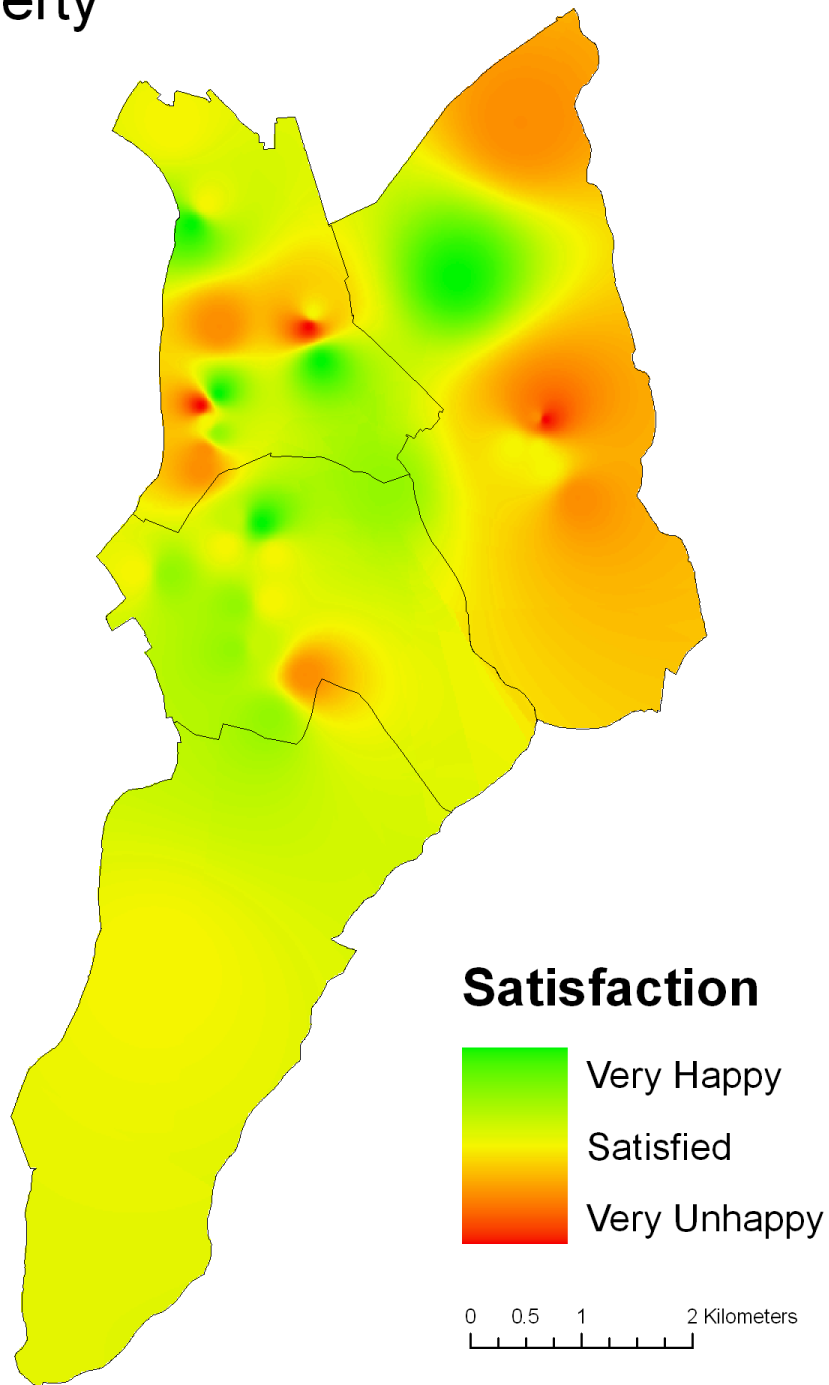 erty
Satisfaction
Very Happy
Satisfied
Very Unhappy
0 0.5 1 2 Kilometers